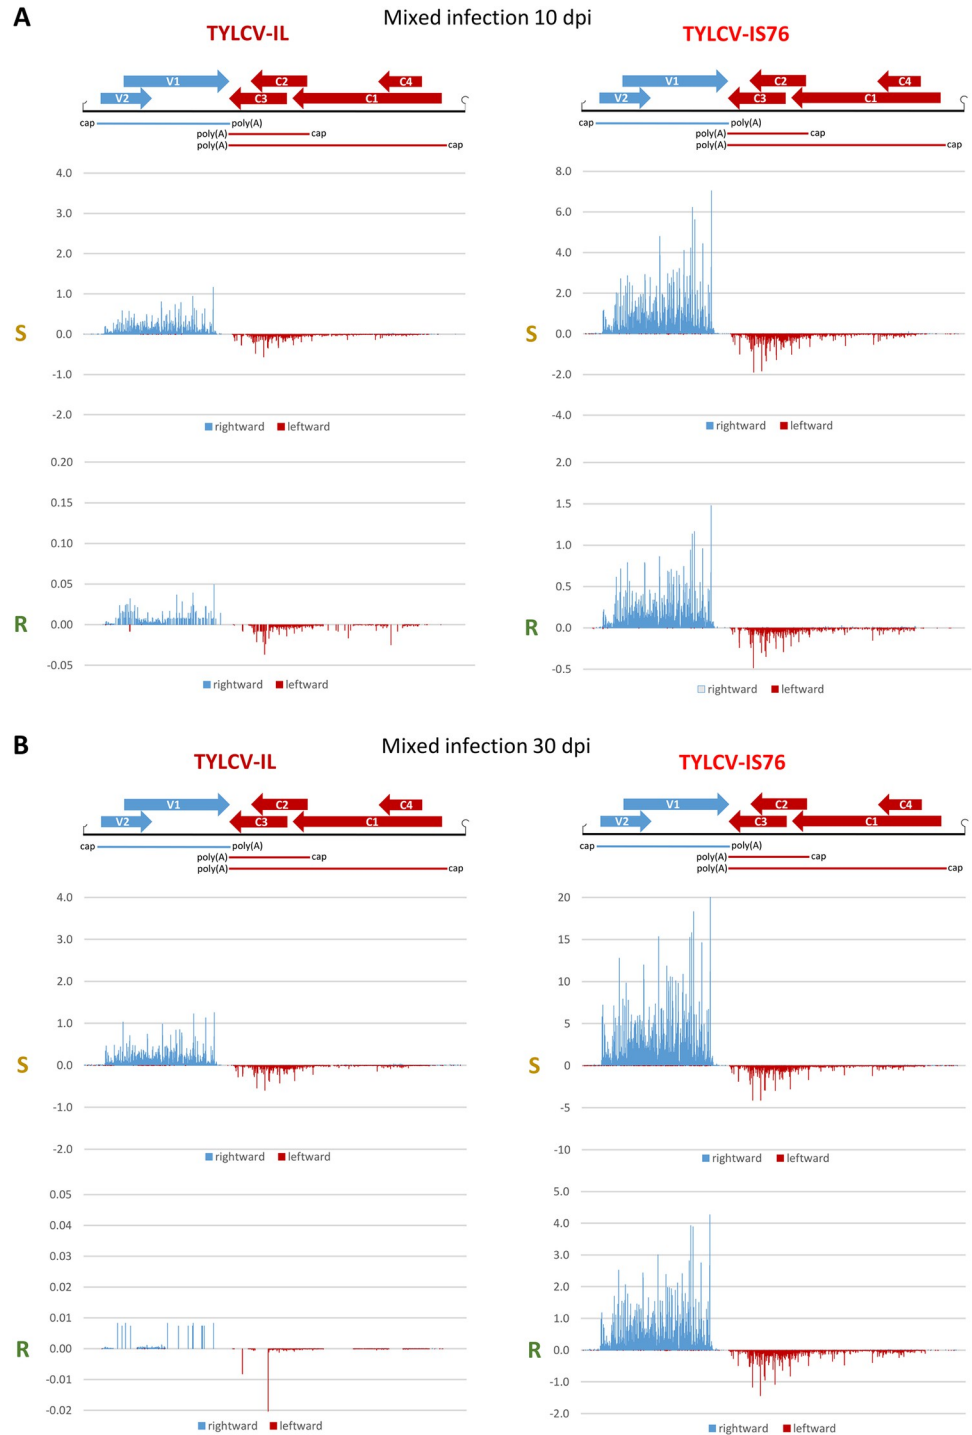 A
Mixed infection 10 dpi
TYLCV-IL
TYLCV-IS76
V1
C2
C4
V2
C3
C1
V1
C2
C4
V2
C3
C1
cap
poly(A)
poly(A)
cap
poly(A)
cap
cap
poly(A)
poly(A)
cap
poly(A)
cap
S
4.0
3.0
2.0
1.0
0.0
-1.0
-2.0
rightward leftward
S
8.0
6.0
4.0
2.0
0.0
-2.0
-4.0
rightward leftward
R
0.20
0.15
0.10
0.05
0.00
-0.05
rightward leftward
R
2.0
1.5
1.0
0.5
0.0
-0.5
rightward leftward
B
Mixed infection 30 dpi
TYLCV-IL
TYLCV-IS76
V1
C2
C4
V2
C3
C1
V1
C2
C4
V2
C3
C1
cap
poly(A)
poly(A)
cap
poly(A)
cap
cap
poly(A)
poly(A)
cap
poly(A)
cap
S
4.0
3.0
2.0
1.0
0.0
-1.0
-2.0
rightward leftward
S
20
15
10
5
0
-5
-10
rightward leftward
R
0.05
0.04
0.03
0.02
0.01
0.00
-0.01
-0.02
rightward leftward
R
5.0
4.0
3.0
2.0
1.0
0.0
-1.0
-2.0
rightward leftward